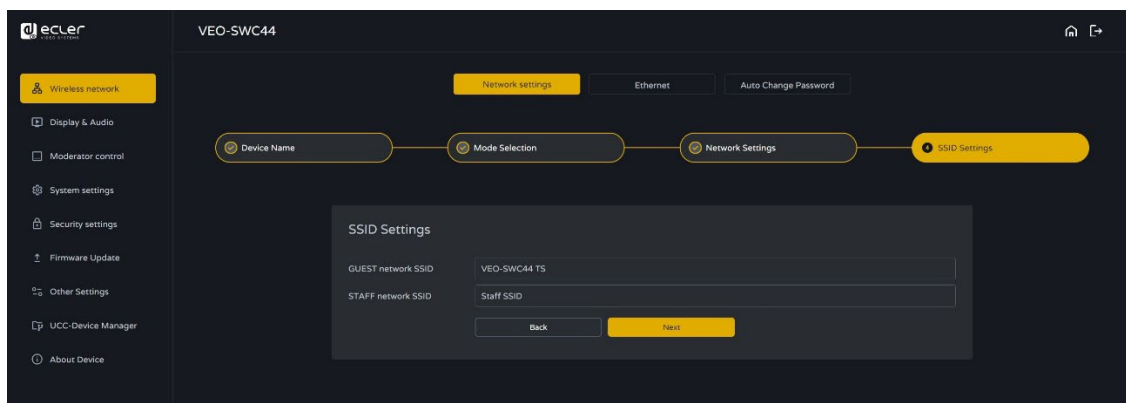 ecler
VIDEO SYSTEMS
VEO-SWC44
Wireless network
Display & Audio
Moderator control
System settings
Security settings
Firmware Update
Other Settings
UCC-Device Manager
About Device
Network settings
Ethernet
Auto Change Password
Device Name
Mode Selection
Network Settings
4 SSID Settings
SSID Settings
GUEST network SSID VEO-SWC44 TS
STAFF network SSID Staff SSID
Back Next